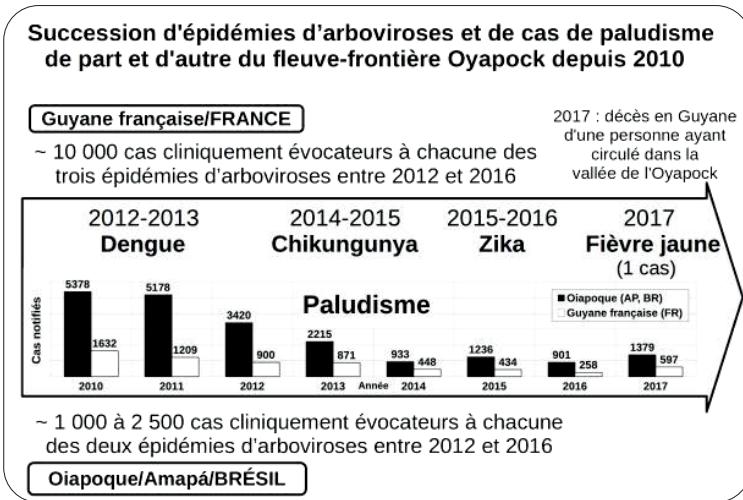 Succession d'épidémies d’arboviroses et de cas de paludisme
de part et d'autre du fleuve-frontière Oyapock depuis 2010
Guyane française/FRANCE
2017 : décès en Guyane
d'une personne ayant
circulé dans la
vallée de l'Oyapock
~ 10 000 cas cliniquement évocateurs à chacune des
trois épidémies d’arboviroses entre 2012 et 2016
2012-2013 2014-2015 2015-2016 2017
Dengue Chikungunya Zika Fièvre jaune
(1 cas)
Paludisme
Oiapoque (AP, BR)
Guyane française (FR)
Cas notifiés
5378 1632 5178 1209 3420 900 2215 871 933 448 1236 434 901 258 1379 597
2010 2011 2012 2013 Année 2014 2015 2016 2017
~ 1 000 à 2 500 cas cliniquement évocateurs à chacune
des deux épidémies d’arboviroses entre 2012 et 2016
Oiapoque/Amapá/BRÉSIL